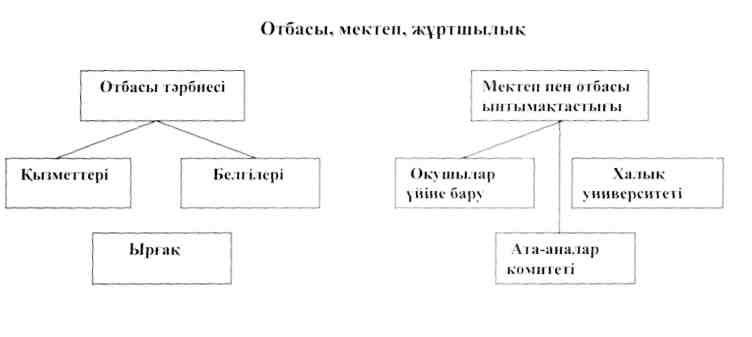 Отбасы, мектеп, жұртшылық
Отбасы тәрбиесі
Қызметтері
Белгілері
Ырғақ
Мектеп пен отбасы
ынтымақтастығы
Оқушылар
үйіне бару
Халық
университеті
Ата-аналар
комитеті